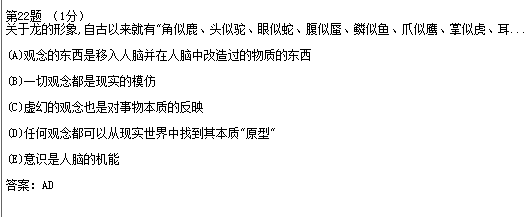 第22题 （1分）
关于龙的形象,自古以来就有"角似鹿、头似驼、眼似蛇、腹似蜃、鳞似鱼、爪似鹰、掌似虎、耳...
(A)观念的东西是移入人脑并在人脑中改造过的物质的东西
(B)一切观念都是现实的模仿
(C)虚幻的观念也是对事物本质的反映
(D)任何观念都可以从现实世界中找到其本质"原型"
(E)意识是人脑的机能
答案：AD